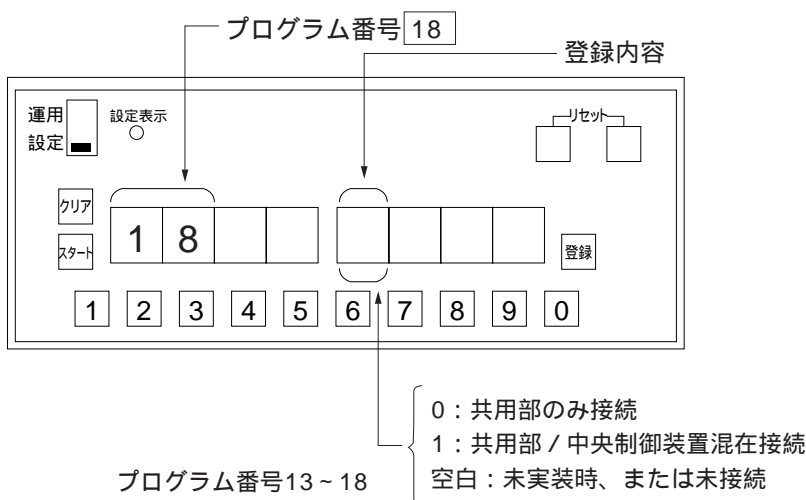 プログラム番号18
登録内容
運用
設定
設定表示
リセット
クリア
スタート
1 8
登録
1 2 3 4 5 6 7 8 9 0
0：共用部のみ接続
1：共用部 / 中央制御装置混在接続
プログラム番号13~18
空白：未実装時、または未接続